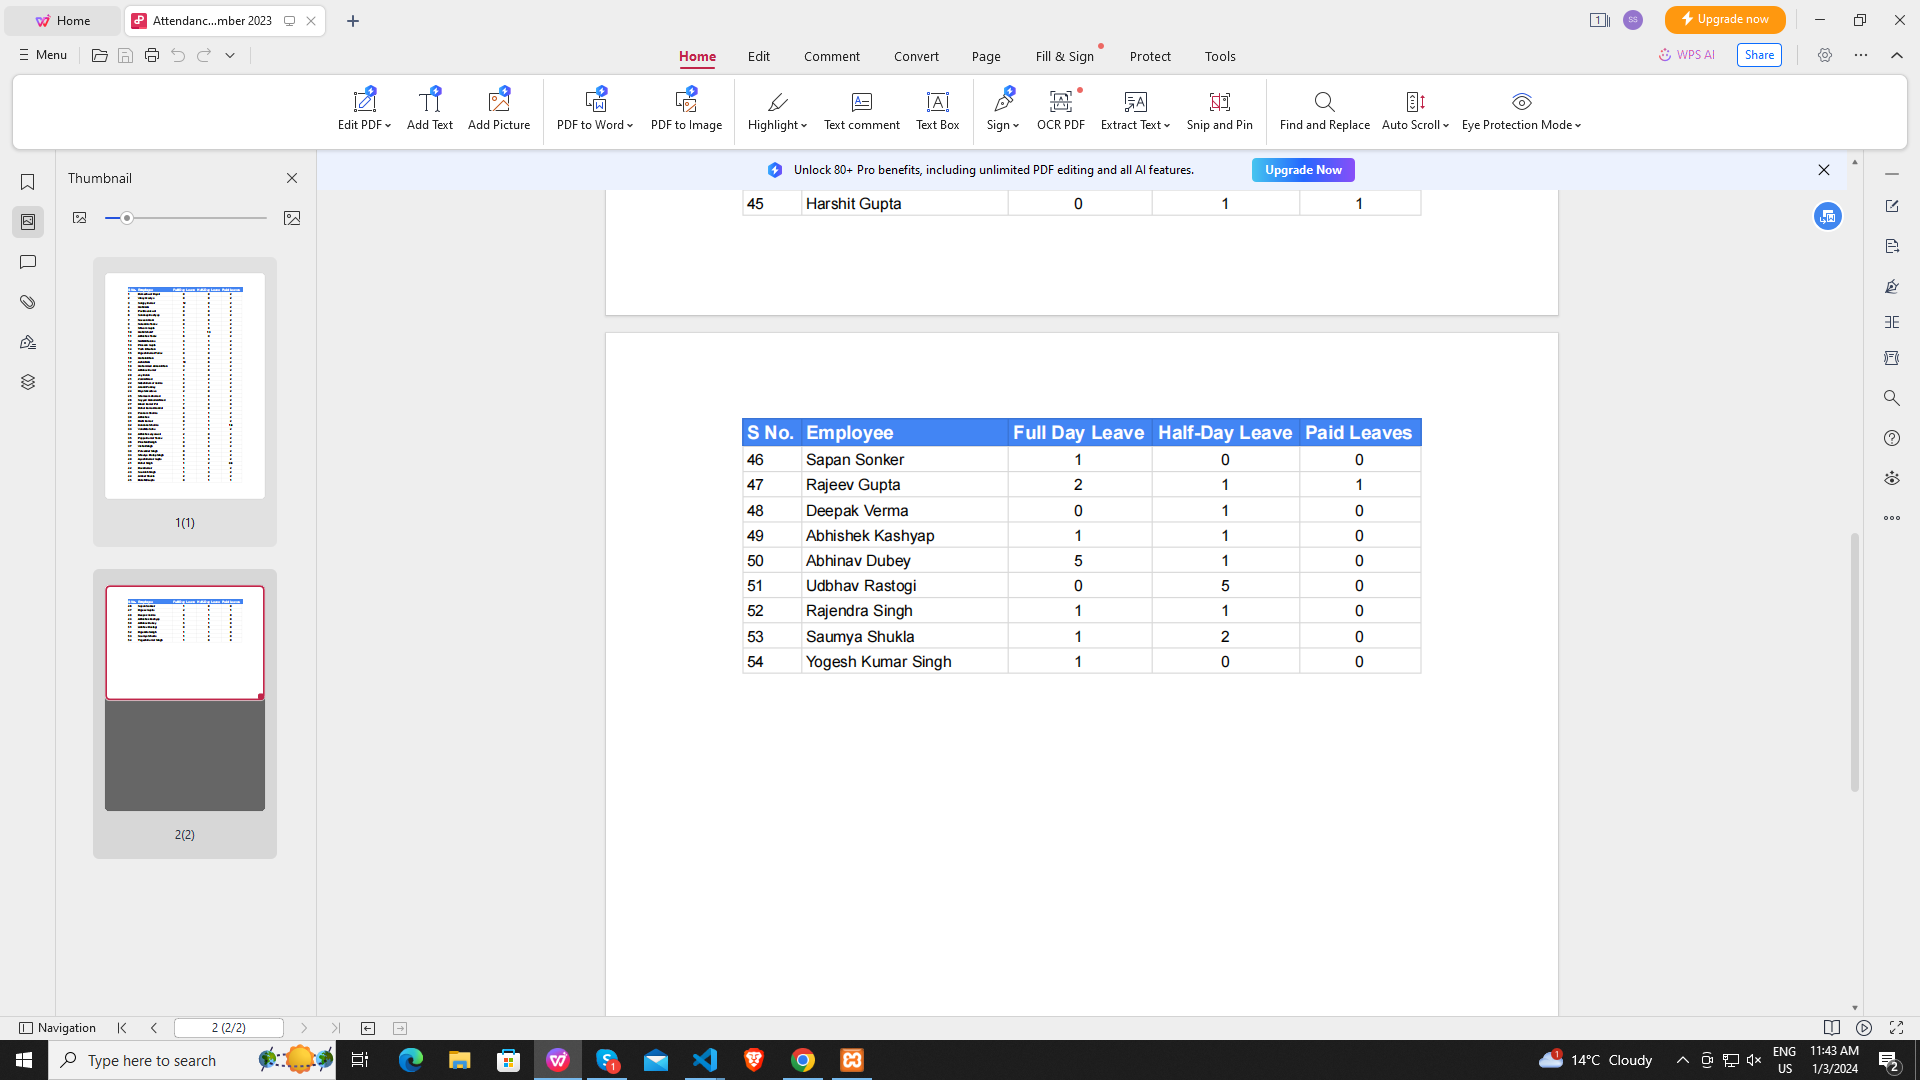 Home
Attendanc...mber 2023
1
SS
Upgrade now
Menu
Home
Edit
Comment
Convert
Page
Fill & Sign
Protect
Tools
WPS AI
Share
Edit PDF
Add Text
Add Picture
PDF to Word
PDF to Image
Highlight
Text comment
Text Box
Sign
OCR PDF
Extract Text
Snip and Pin
Find and Replace
Auto Scroll
Eye Protection Mode
Thumbnail
Unlock 80+ Pro benefits, including unlimited PDF editing and all AI features.
Upgrade Now
1(1)
2(2)
45 Harshit Gupta 0 1 1
S No. Employee Full Day Leave Half-Day Leave Paid Leaves
46 Sapan Sonker 1 0 0
47 Rajeev Gupta 2 1 1
48 Deepak Verma 0 1 0
49 Abhishek Kashyap 1 1 0
50 Abhinav Dubey 5 1 0
51 Udbhav Rastogi 0 5 0
52 Rajendra Singh 1 1 0
53 Saumya Shukla 1 2 0
54 Yogesh Kumar Singh 1 0 0
Navigation
2 (2/2)
Type here to search
1
1
14°C Cloudy
ENG
US
11:43 AM
1/3/2024
2